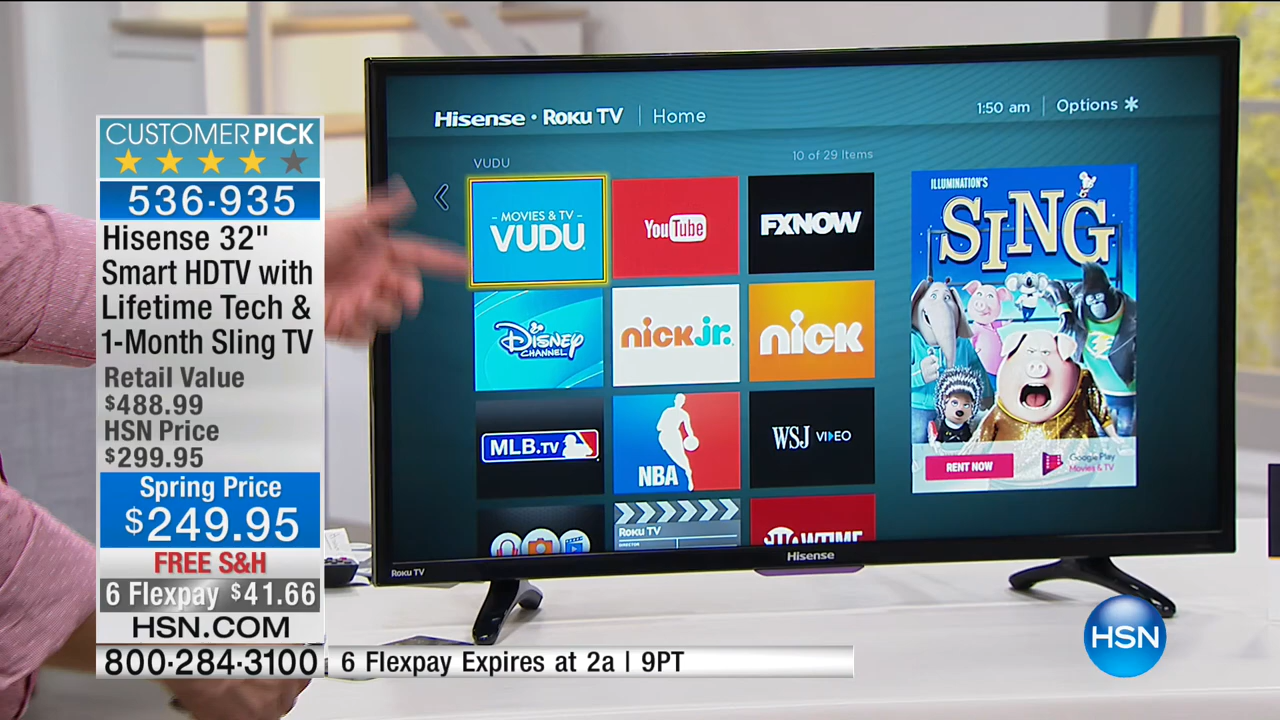 CUSTOMER PICK
536-935
Hisense 32"
Smart HDTV with
Lifetime Tech &
1-Month Sling TV
Retail Value
$488.99
HSN Price
$299.95
Spring Price
$249.95
FREE S&H
6 Flexpay $41.66
HSN.COM
800-284-3100
6 Flexpay Expires at 2a | 9PT
Hisense • Roku TV | Home
1:50 am | Options *
VUDU
10 of 29 Items
- MOVIES & TV -
VUDU
YouTube
FXNOW
Disney
CHANNEL
nick jr.
nick
MLB.TV
NBA
WSJ VIDEO
Roku TV
DIRECTOR
SHOWTIME
ILLUMINATION'S
SING
RENT NOW
Google Play
Movies & TV
Hisense
Roku TV
HSN